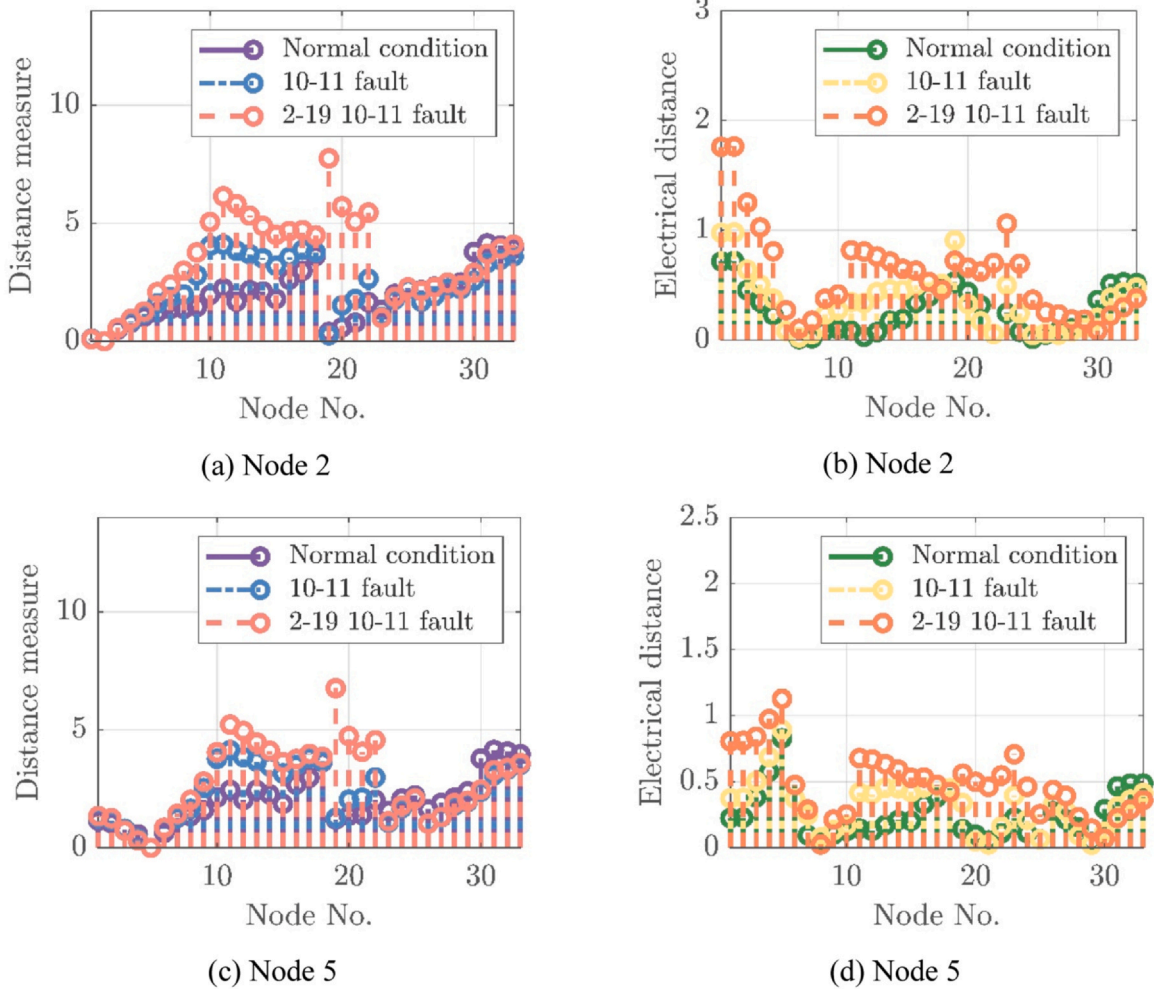 Distance measure
10
5
0
Normal condition
10-11 fault
2-19 10-11 fault
10
20
30
Node No.
(a) Node 2
Electrical distance
3
2
1
0
Normal condition
10-11 fault
2-19 10-11 fault
10
20
30
Node No.
(b) Node 2
Distance measure
10
5
0
Normal condition
10-11 fault
2-19 10-11 fault
10
20
30
Node No.
(c) Node 5
Electrical distance
2.5
2
1.5
1
0.5
0
Normal condition
10-11 fault
2-19 10-11 fault
10
20
30
Node No.
(d) Node 5